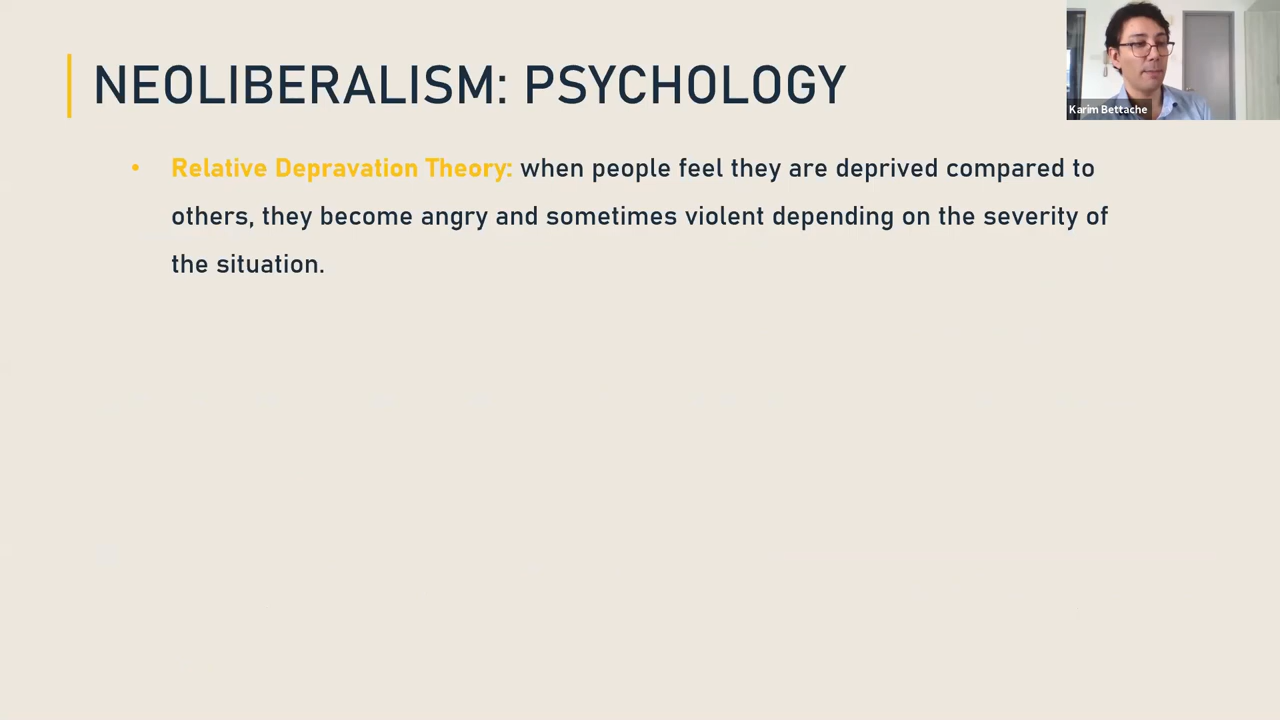 NEOLIBERALISM: PSYCHOLOGY
Karim Bettache
• Relative Depravation Theory: when people feel they are deprived compared to
others, they become angry and sometimes violent depending on the severity of
the situation.